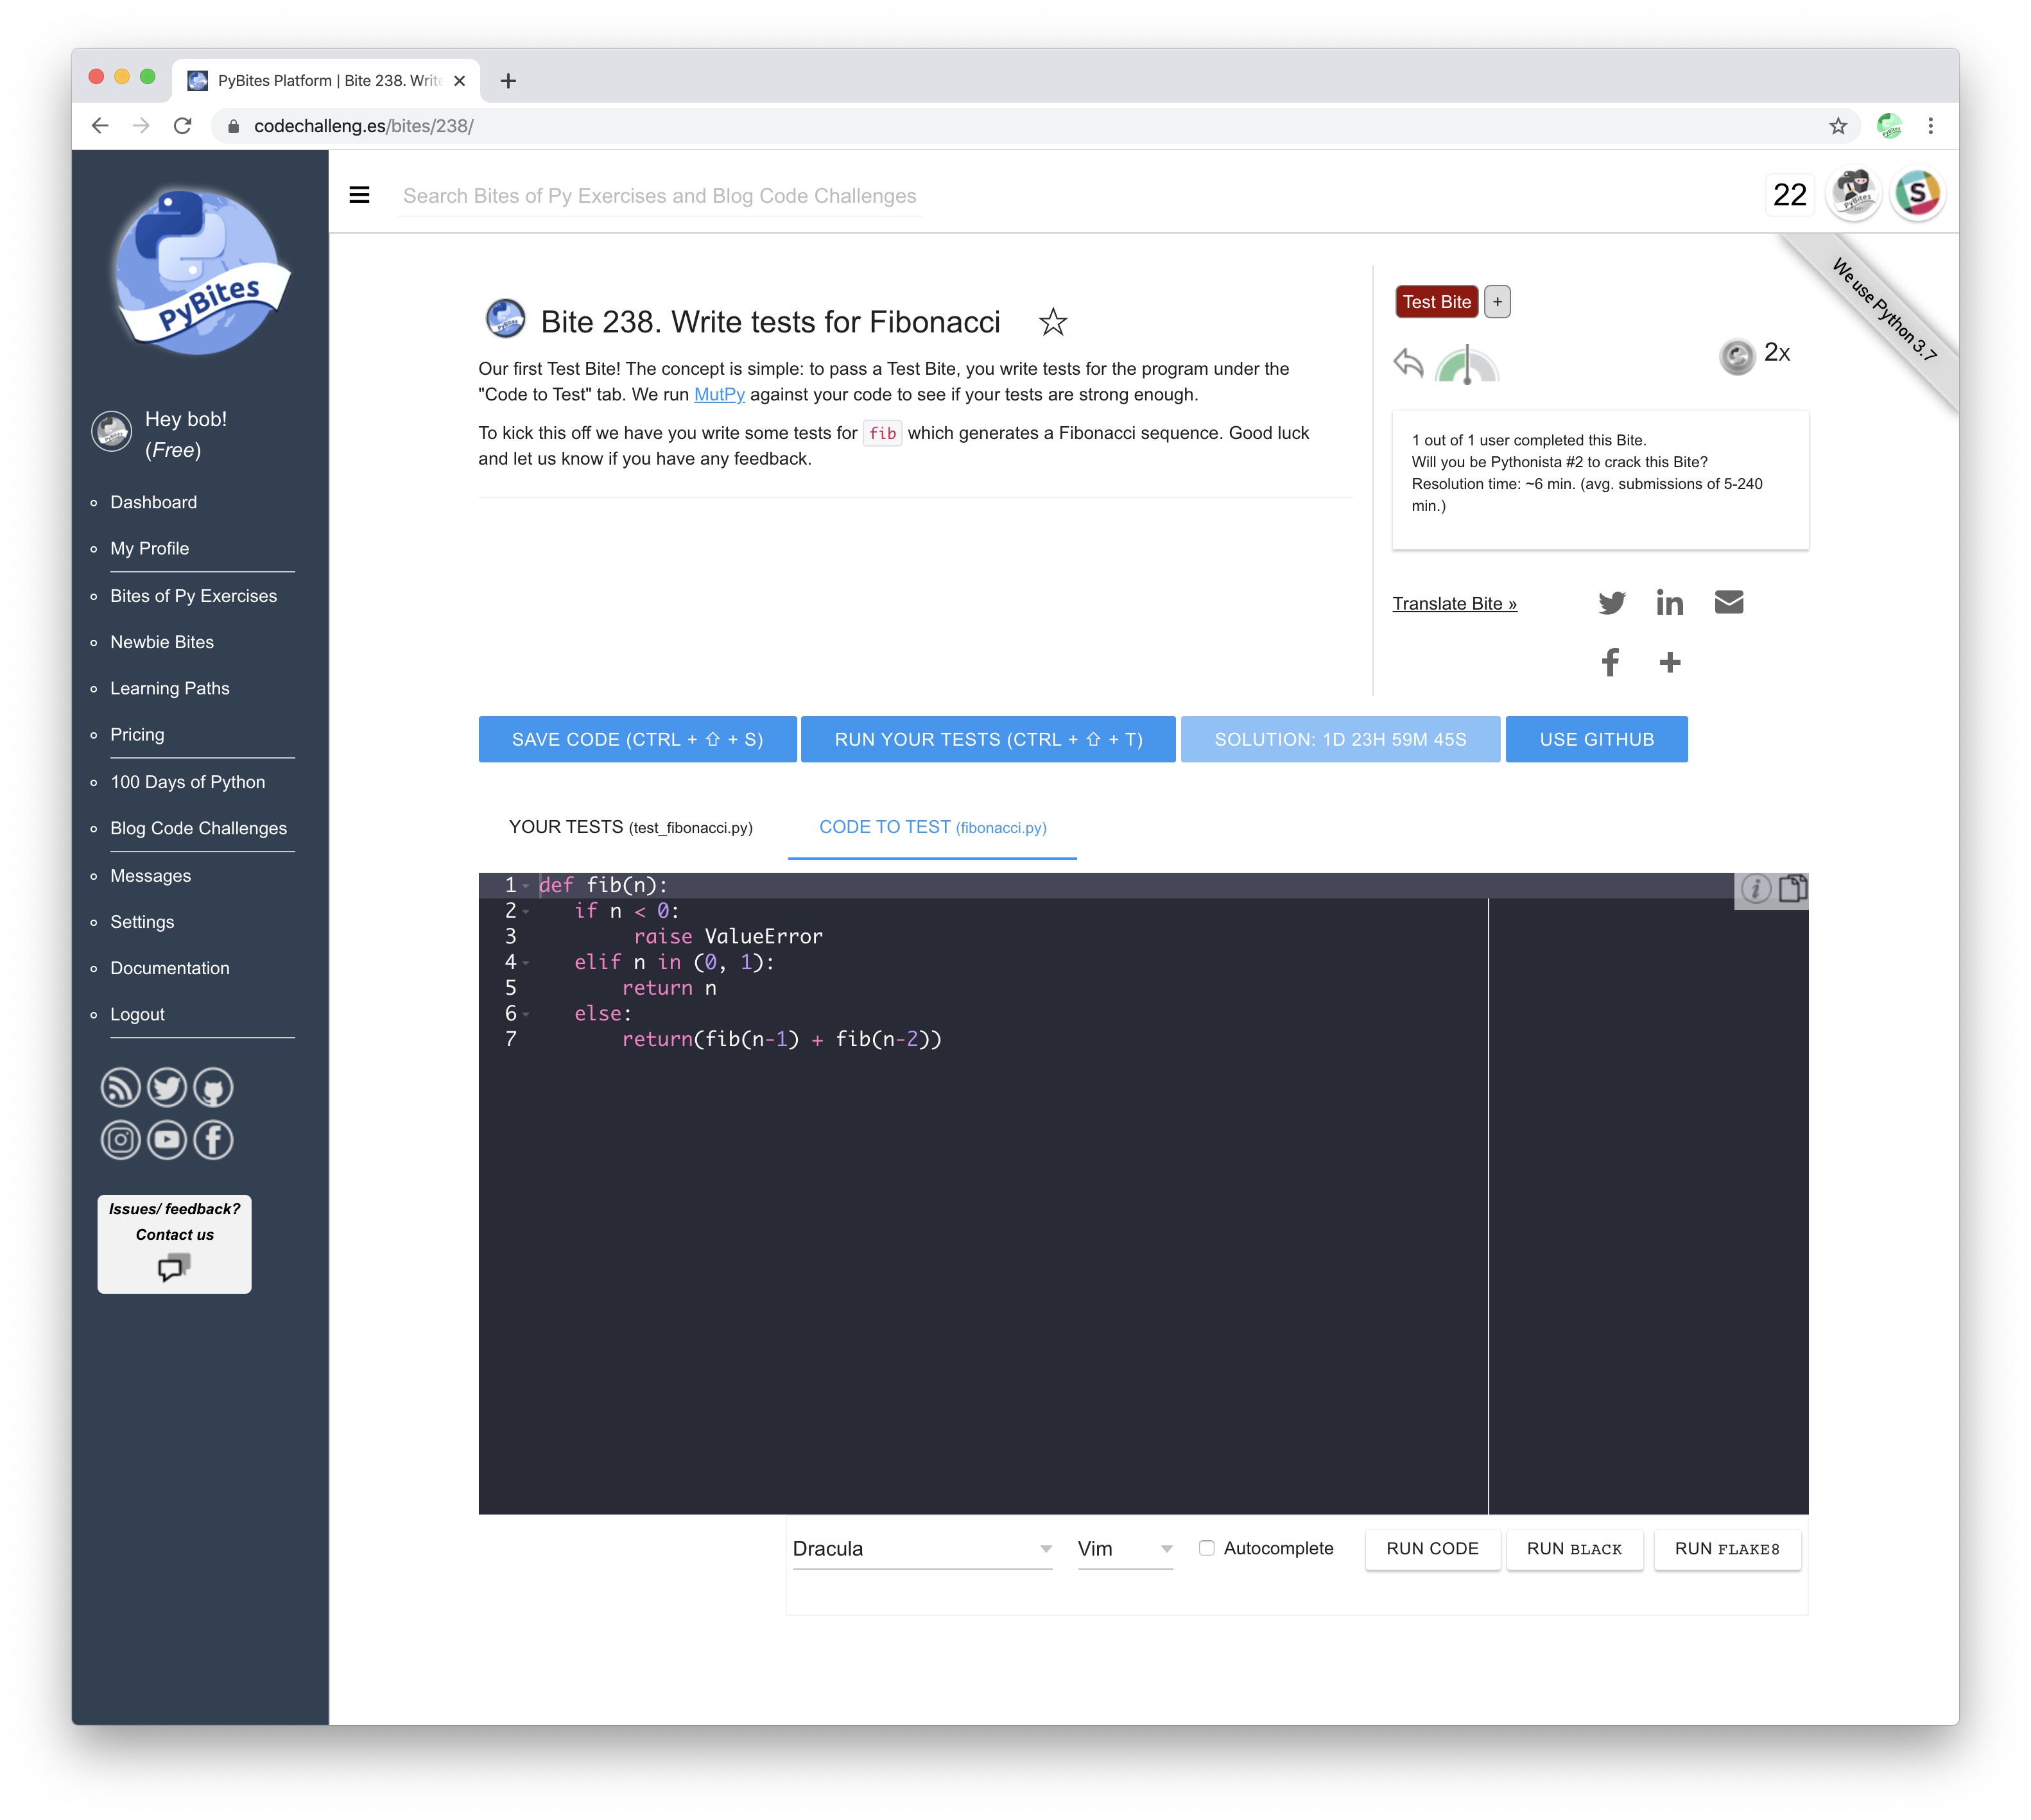 PyBites Platform | Bite 238. Write
codechalleng.es/bites/238/
PyBites
Hey bob!
(Free)
Dashboard
My Profile
Bites of Py Exercises
Newbie Bites
Learning Paths
Pricing
100 Days of Python
Blog Code Challenges
Messages
Settings
Documentation
Logout
Issues/ feedback?
Contact us
Search Bites of Py Exercises and Blog Code Challenges
22
PyBites
S
We use Python 3.7
Bite 238. Write tests for Fibonacci
Our first Test Bite! The concept is simple: to pass a Test Bite, you write tests for the program under the
"Code to Test" tab. We run MutPy against your code to see if your tests are strong enough.
To kick this off we have you write some tests for fib which generates a Fibonacci sequence. Good luck
and let us know if you have any feedback.
Test Bite +
2x
1 out of 1 user completed this Bite.
Will you be Pythonista #2 to crack this Bite?
Resolution time: ~6 min. (avg. submissions of 5-240
min.)
Translate Bite »
SAVE CODE (CTRL + ⇧ + S)
RUN YOUR TESTS (CTRL + ⇧ + T)
SOLUTION: 1D 23H 59M 45S
USE GITHUB
YOUR TESTS (test_fibonacci.py)
CODE TO TEST (fibonacci.py)
1 def fib(n):
2    if n < 0:
3         raise ValueError
4    elif n in (0, 1):
5        return n
6    else:
7        return(fib(n-1) + fib(n-2))
Dracula
Vim
Autocomplete
RUN CODE
RUN BLACK
RUN FLAKE8